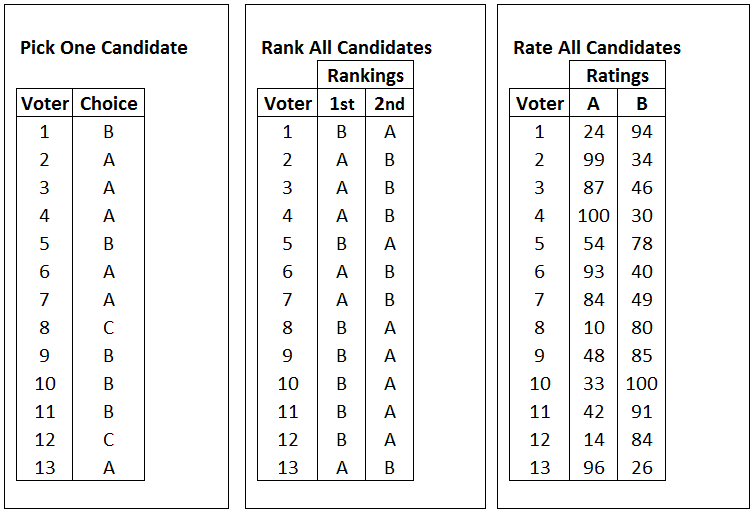 Pick One Candidate
Voter Choice
1 B
2 A
3 A
4 A
5 B
6 A
7 A
8 C
9 B
10 B
11 B
12 C
13 A
Rank All Candidates
Rankings
Voter 1st 2nd
1 B A
2 A B
3 A B
4 A B
5 B A
6 A B
7 A B
8 B A
9 B A
10 B A
11 B A
12 B A
13 A B
Rate All Candidates
Ratings
Voter A B
1 24 94
2 99 34
3 87 46
4 100 30
5 54 78
6 93 40
7 84 49
8 10 80
9 48 85
10 33 100
11 42 91
12 14 84
13 96 26